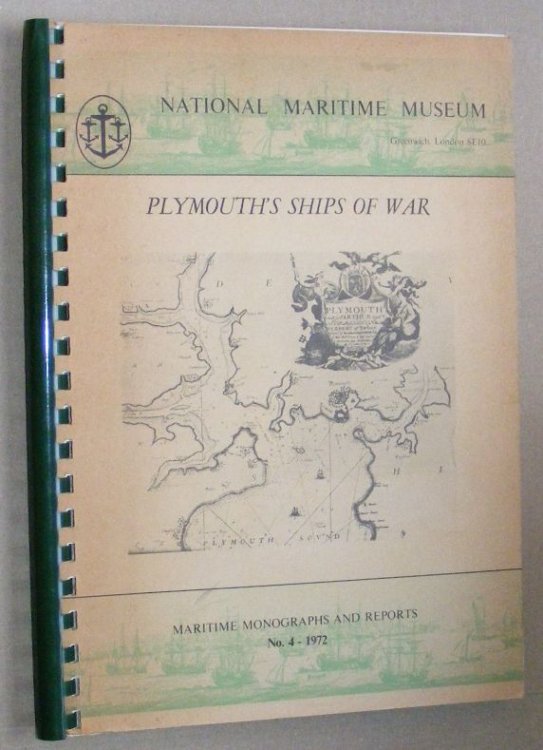 NATIONAL MARITIME MUSEUM
Greenwich, London SE10
PLYMOUTH'S SHIPS OF WAR
D E V
PLYMOUTH
PLYMOUTH SOUND
MARITIME MONOGRAPHS AND REPORTS
No. 4 - 1972